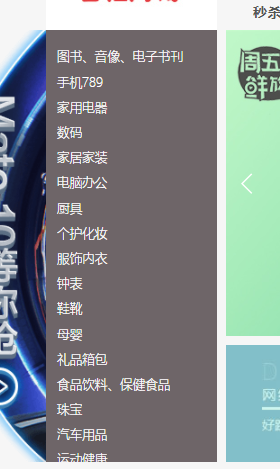 秒杀
图书、音像、电子书刊
手机789
家用电器
数码
家居家装
电脑办公
厨具
个护化妆
服饰内衣
钟表
鞋靴
母婴
礼品箱包
食品饮料、保健食品
珠宝
汽车用品
运动健康
周五
Mate 10等你抢